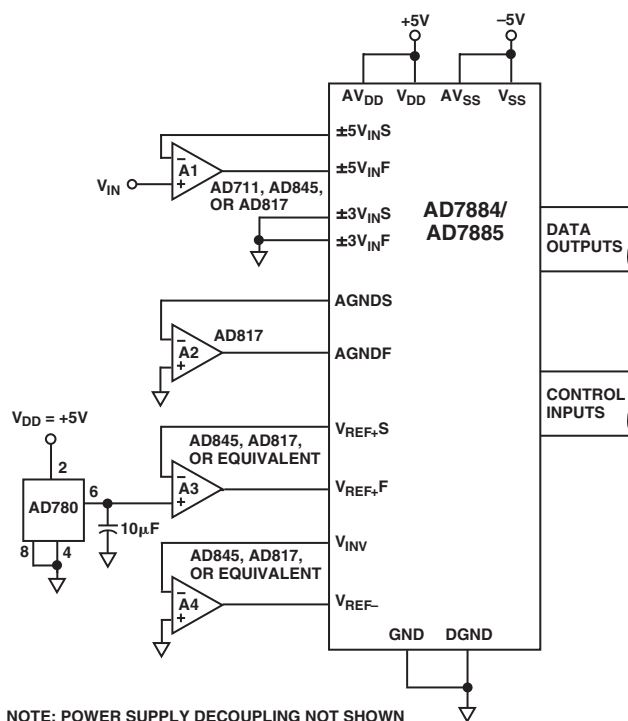 +5V
–5V
AVDD VDD AVSS VSS
±5VINS
A1
±5VINF
VIN
AD711, AD845,
OR AD817
±3VINS
±3VINF
AD7884/
AD7885
DATA
OUTPUTS
AGNDS
AD817
A2
AGNDF
CONTROL
INPUTS
VDD = +5V
VREF+S
AD845, AD817,
OR EQUIVALENT
2
6
AD780
A3
VREF+F
10μF
8 4
VINV
AD845, AD817,
OR EQUIVALENT
A4
VREF–
GND DGND
NOTE: POWER SUPPLY DECOUPLING NOT SHOWN